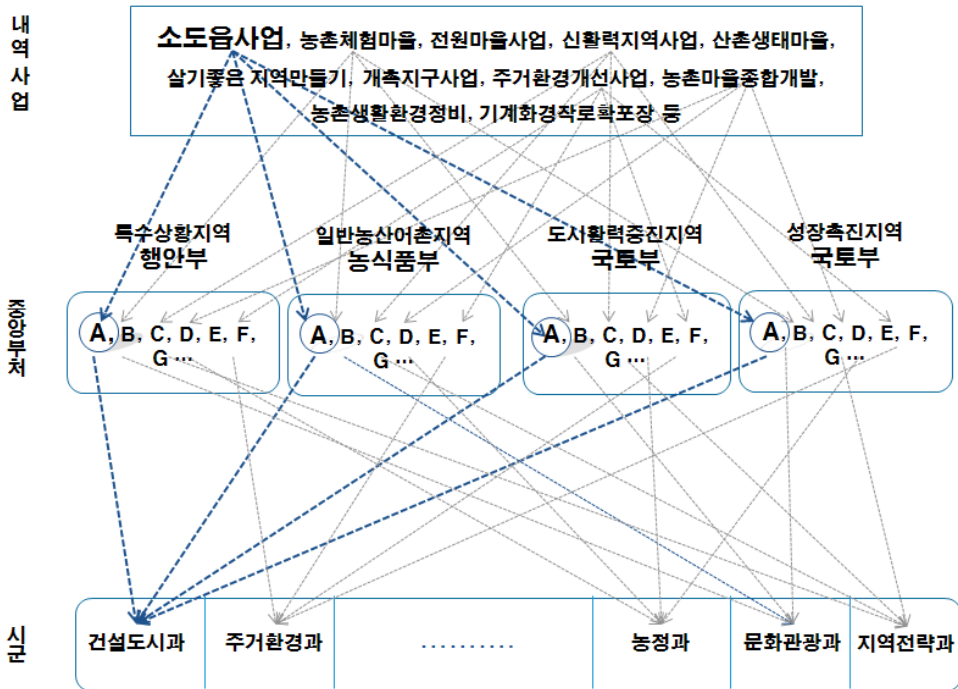 내역사업
소도읍사업, 농촌체험마을, 전원마을사업, 신활력지역사업, 산촌생태마을,
살기좋은 지역만들기, 개촉지구사업, 주거환경개선사업, 농촌마을종합개발,
농촌생활환경정비, 기계화경작로확포장 등
특수상황지역
행안부
일반농산어촌지역
농식품부
도서활력증진지역
국토부
성장촉진지역
국토부
중앙부처
A, B, C, D, E, F,
G ···
A, B, C, D, E, F,
G ···
A, B, C, D, E, F,
G ···
A, B, C, D, E, F,
G ···
시군
건설도시과
주거환경과
··········
농정과
문화관광과
지역전략과